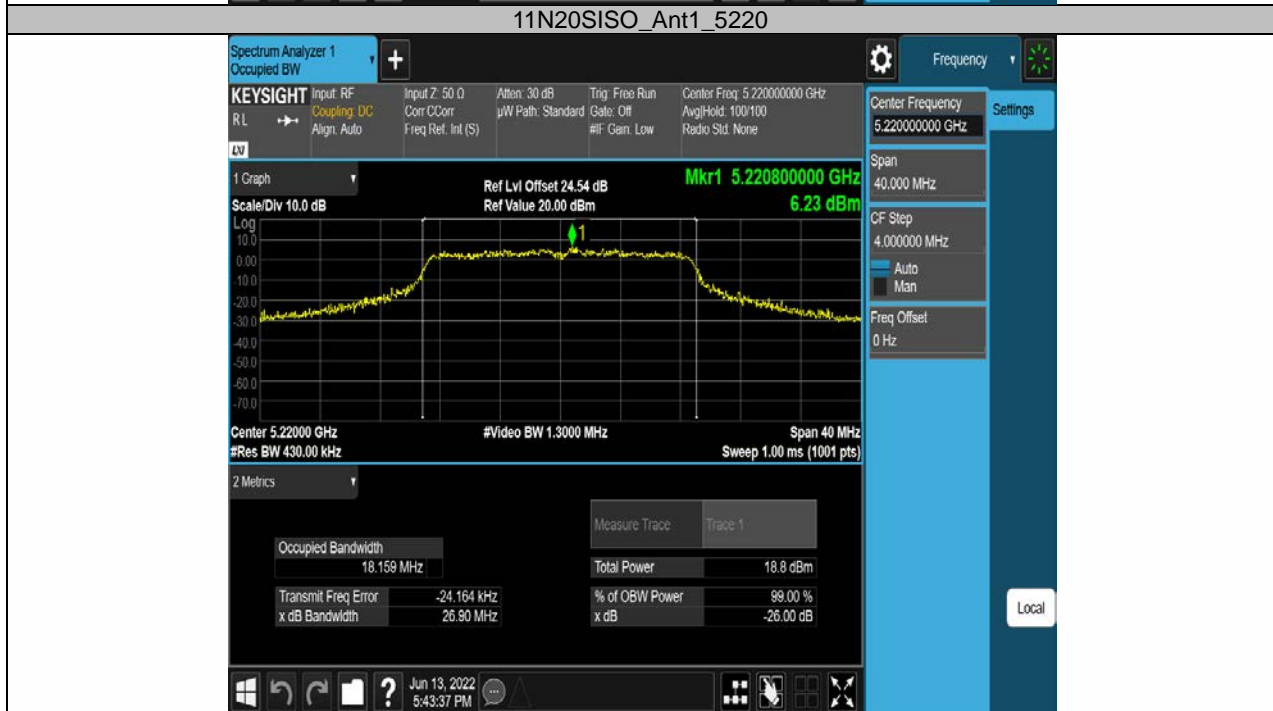 11N20SISO_Ant1_5220
Spectrum Analyzer 1
Occupied BW
+
Frequency
KEYSIGHT
RL
LXI
Input: RF
Coupling: DC
Align: Auto
Input Z: 50 Ω
Corr CCorr
Freq Ref: Int (S)
Atten: 30 dB
µW Path: Standard
Trig: Free Run
Gate: Off
#IF Gain: Low
Center Freq: 5.220000000 GHz
Avg|Hold: 100/100
Radio Std: None
Center Frequency
5.220000000 GHz
Settings
Span
40.000 MHz
CF Step
4.000000 MHz
Auto
Man
Freq Offset
0 Hz
Local
1 Graph
Scale/Div 10.0 dB
Ref Lvl Offset 24.54 dB
Ref Value 20.00 dBm
Mkr1 5.220800000 GHz
6.23 dBm
Log
10.0
0.00
-10.0
-20.0
-30.0
-40.0
-50.0
-60.0
-70.0
1
Center 5.22000 GHz
#Video BW 1.3000 MHz
Span 40 MHz
#Res BW 430.00 kHz
Sweep 1.00 ms (1001 pts)
2 Metrics
Measure Trace Trace 1
Occupied Bandwidth
18.159 MHz
Total Power 18.8 dBm
Transmit Freq Error -24.164 kHz
% of OBW Power 99.00 %
x dB Bandwidth 26.90 MHz
x dB -26.00 dB
?
Jun 13, 2022
5:43:37 PM